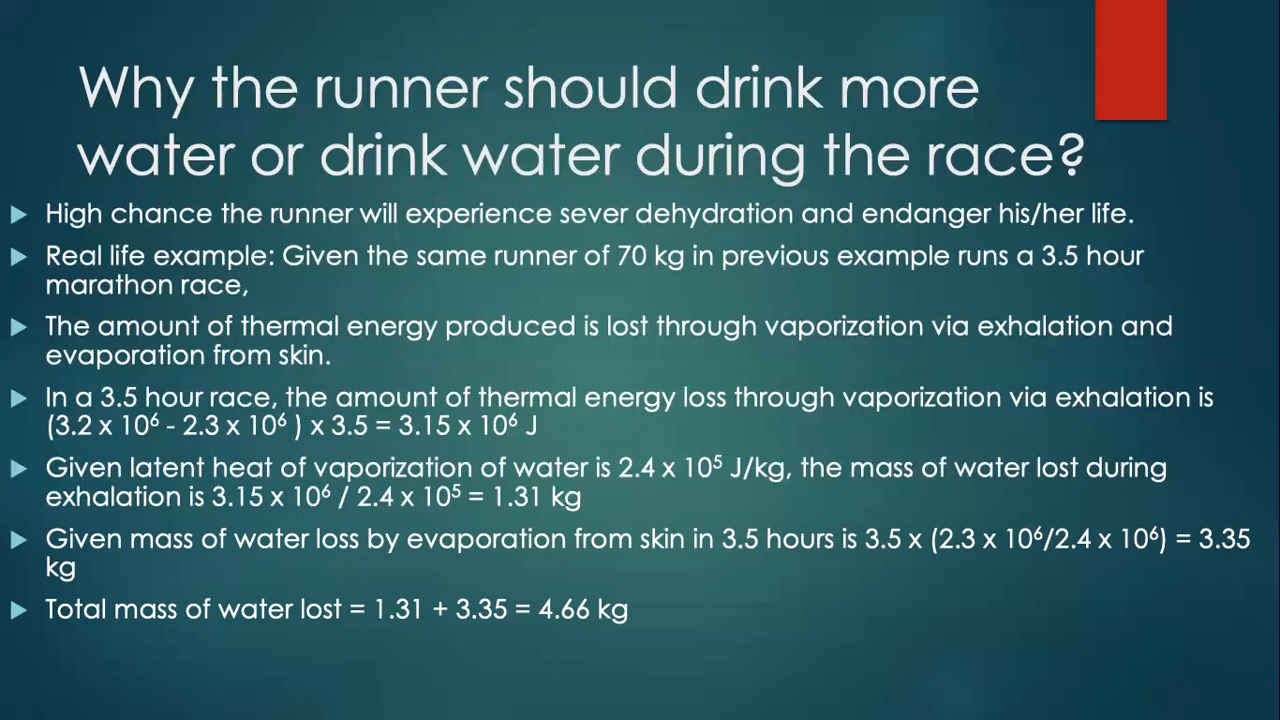 Why the runner should drink more
water or drink water during the race?
High chance the runner will experience sever dehydration and endanger his/her life.
Real life example: Given the same runner of 70 kg in previous example runs a 3.5 hour
marathon race,
The amount of thermal energy produced is lost through vaporization via exhalation and
evaporation from skin.
In a 3.5 hour race, the amount of thermal energy loss through vaporization via exhalation is
(3.2 x 10⁶ - 2.3 x 10⁶ ) x 3.5 = 3.15 x 10⁶ J
Given latent heat of vaporization of water is 2.4 x 10⁵ J/kg, the mass of water lost during
exhalation is 3.15 x 10⁶ / 2.4 x 10⁵ = 1.31 kg
Given mass of water loss by evaporation from skin in 3.5 hours is 3.5 x (2.3 x 10⁶/2.4 x 10⁶) = 3.35
kg
Total mass of water lost = 1.31 + 3.35 = 4.66 kg